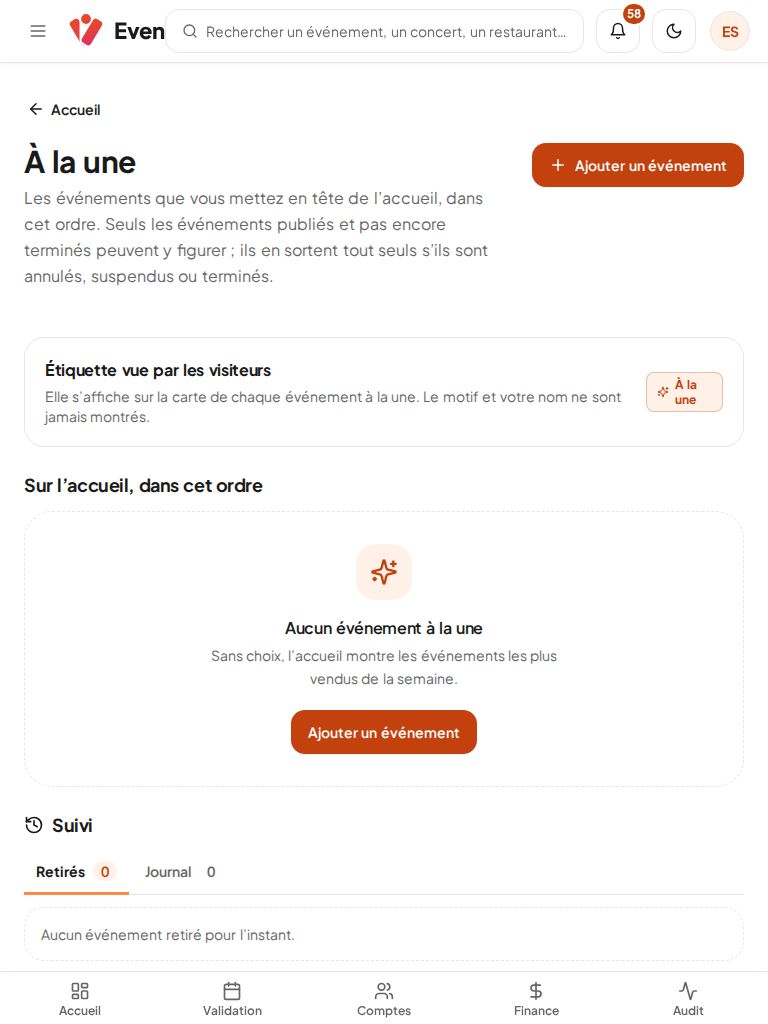 Even
Rechercher un événement, un concert, un restaurant…
58
ES
Accueil
À la une
Ajouter un événement
Les événements que vous mettez en tête de l’accueil, dans
cet ordre. Seuls les événements publiés et pas encore
terminés peuvent y figurer ; ils en sortent tout seuls s’ils sont
annulés, suspendus ou terminés.
Étiquette vue par les visiteurs
Elle s’affiche sur la carte de chaque événement à la une. Le motif et votre nom ne sont
jamais montrés.
À la
une
Sur l’accueil, dans cet ordre
Aucun événement à la une
Sans choix, l’accueil montre les événements les plus
vendus de la semaine.
Ajouter un événement
Suivi
Retirés 0 Journal 0
Aucun événement retiré pour l’instant.
Accueil Validation Comptes Finance Audit